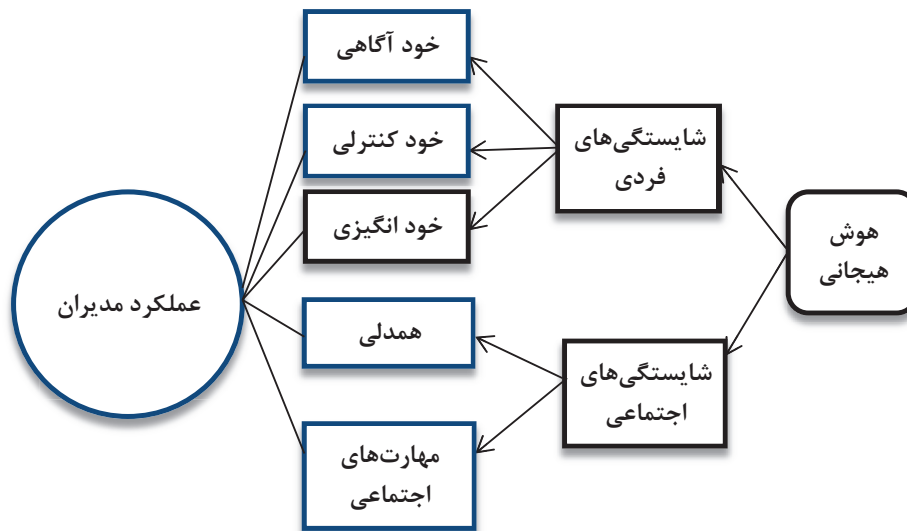 هوش
هیجانی
شایستگی‌های
فردی
شایستگی‌های
اجتماعی
خود آگاهی
خود کنترلی
خود انگیزی
همدلی
مهارت‌های
اجتماعی
عملکرد مدیران